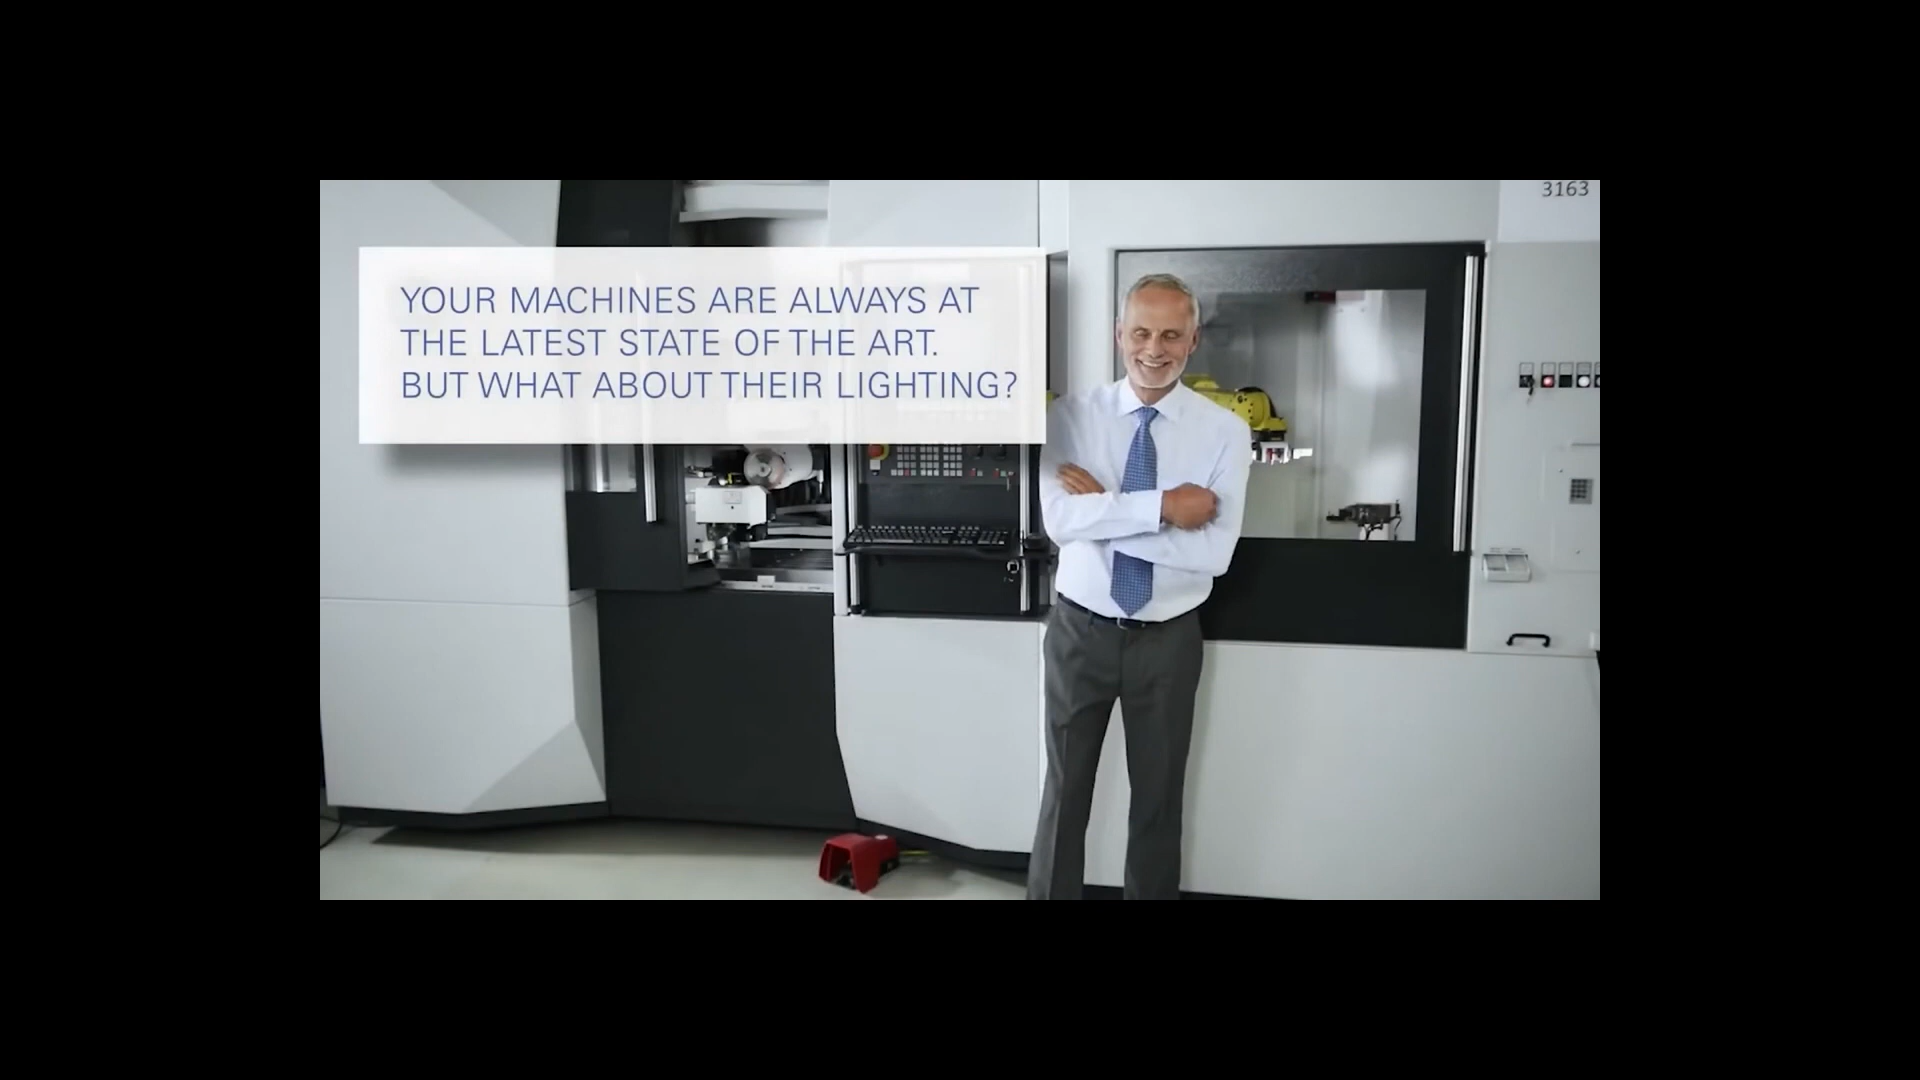 3163
YOUR MACHINES ARE ALWAYS AT
THE LATEST STATE OF THE ART.
BUT WHAT ABOUT THEIR LIGHTING?